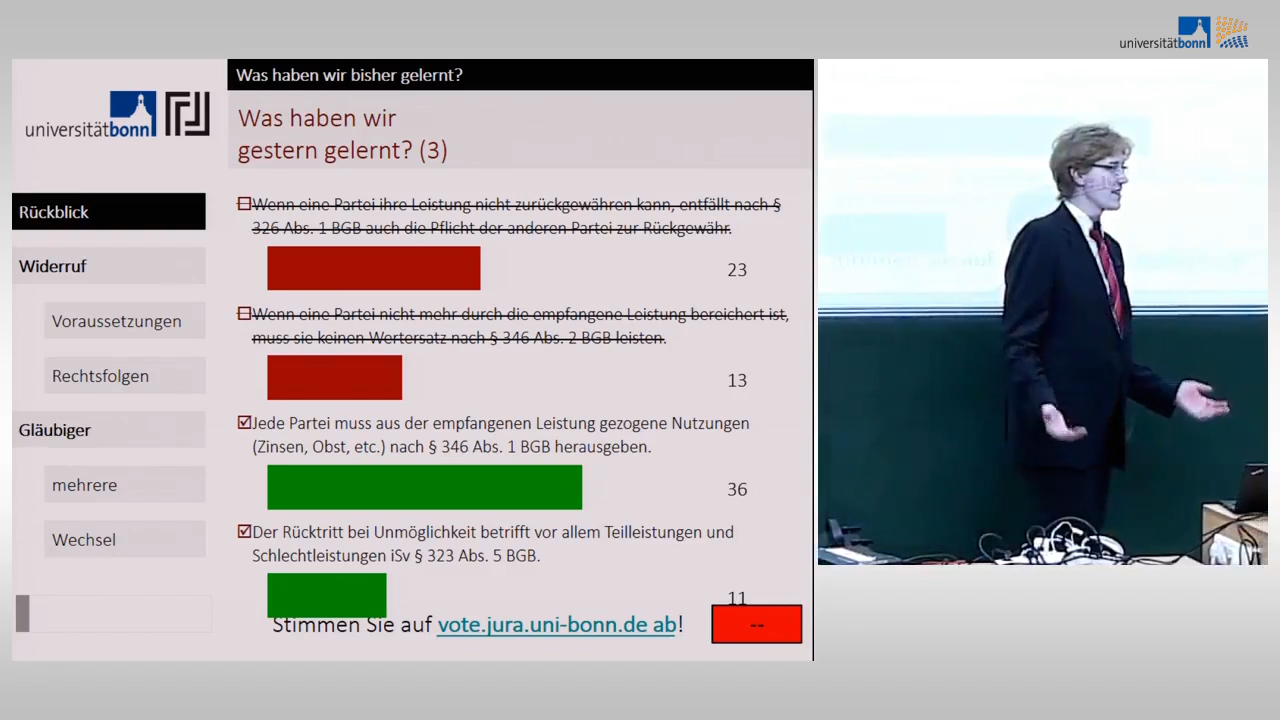 universitätbonn
Was haben wir bisher gelernt?
universitätbonn
Was haben wir
gestern gelernt? (3)
Rückblick
Widerruf
Voraussetzungen
Rechtsfolgen
Gläubiger
mehrere
Wechsel
Wenn eine Partei ihre Leistung nicht zurückgewähren kann, entfällt nach §
326 Abs. 1 BGB auch die Pflicht der anderen Partei zur Rückgewähr.
23
Wenn eine Partei nicht mehr durch die empfangene Leistung bereichert ist,
muss sie keinen Wertersatz nach § 346 Abs. 2 BGB leisten.
13
Jede Partei muss aus der empfangenen Leistung gezogene Nutzungen
(Zinsen, Obst, etc.) nach § 346 Abs. 1 BGB herausgeben.
36
Der Rücktritt bei Unmöglichkeit betrifft vor allem Teilleistungen und
Schlechtleistungen iSv § 323 Abs. 5 BGB.
11
Stimmen Sie auf vote.jura.uni-bonn.de ab!
--